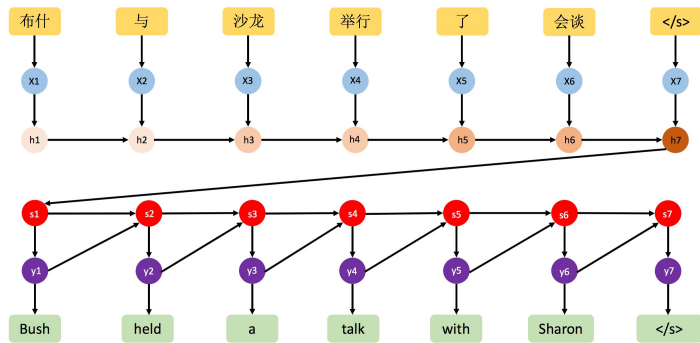 布什 与 沙龙 举行 了 会谈 </s>
X1 X2 X3 X4 X5 X6 X7
h1 h2 h3 h4 h5 h6 h7
s1 s2 s3 s4 s5 s6 s7
y1 y2 y3 y4 y5 y6 y7
Bush held a talk with Sharon </s>